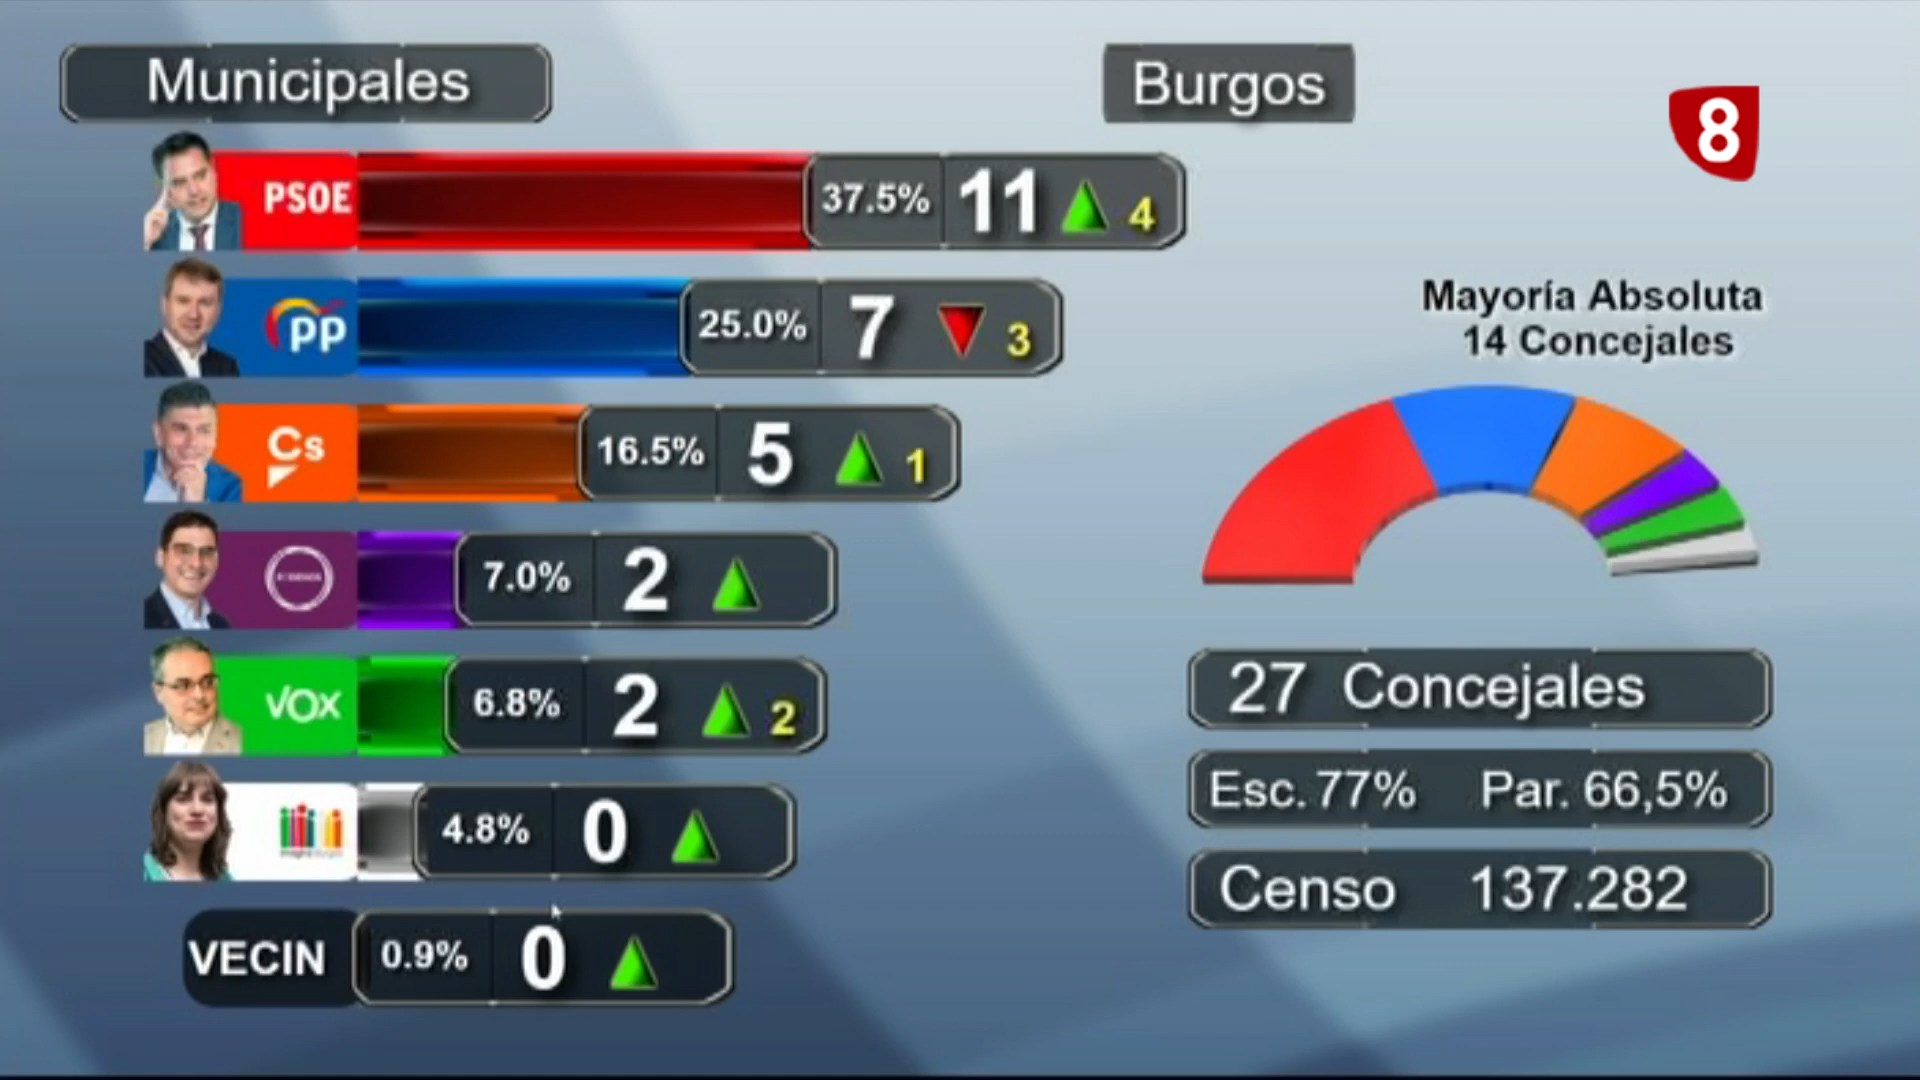 Municipales
Burgos
8
PSOE 37.5% 11 4
Mayoría Absoluta
14 Concejales
PP 25.0% 7 3
Cs 16.5% 5 1
7.0% 2
VOX 6.8% 2 2
4.8% 0
VECIN 0.9% 0
27 Concejales
Esc. 77% Par. 66,5%
Censo 137.282